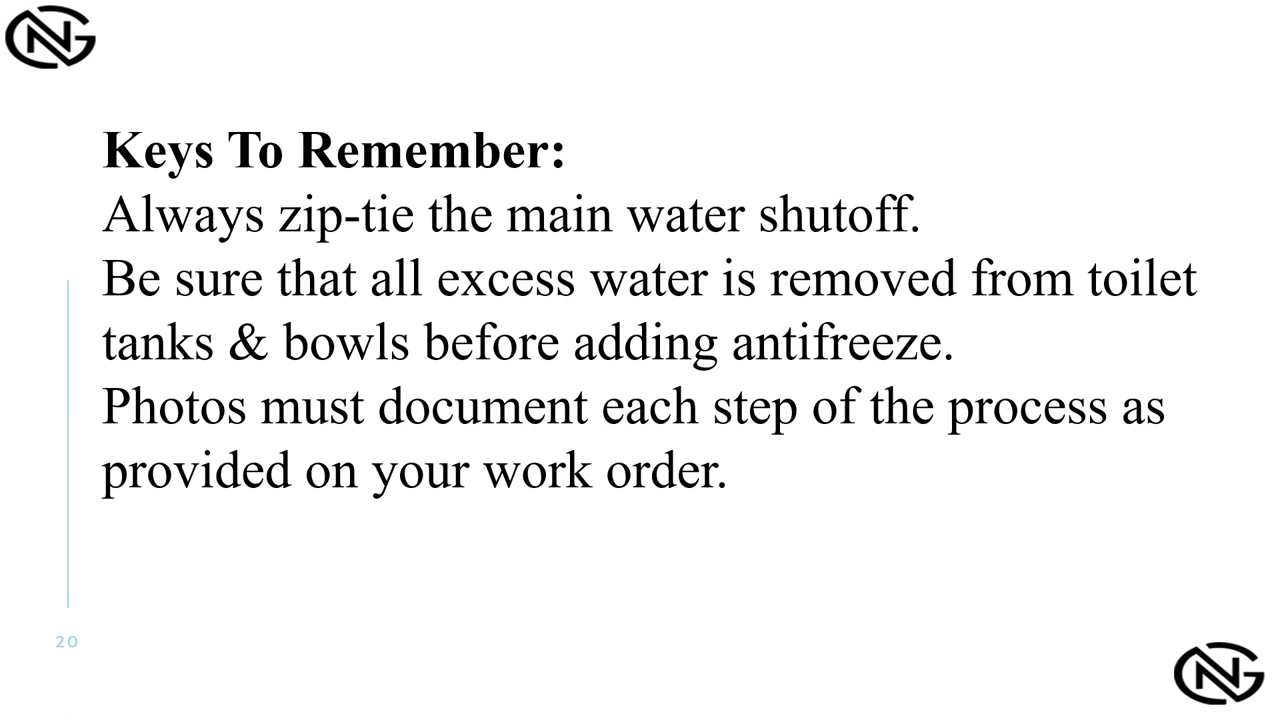 NG
Keys To Remember:
Always zip-tie the main water shutoff.
Be sure that all excess water is removed from toilet
tanks & bowls before adding antifreeze.
Photos must document each step of the process as
provided on your work order.
20
NG